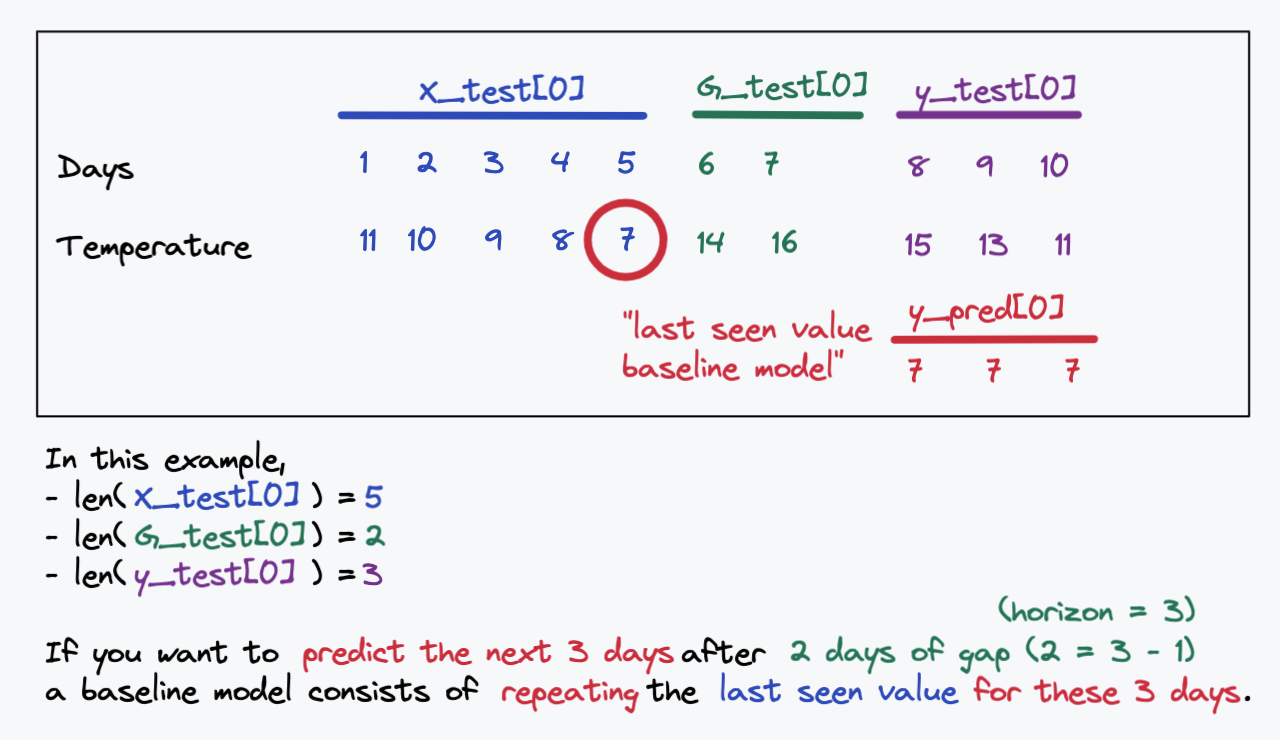 X_test[0] G_test[0] y_test[0]
Days 1 2 3 4 5 6 7 8 9 10
Temperature 11 10 9 8 7 14 16 15 13 11
"last seen value
baseline model"
y_pred[0]
7 7 7
In this example,
- len( X_test[0] ) = 5
- len( G_test[0] ) = 2
- len( y_test[0] ) = 3
(horizon = 3)
If you want to predict the next 3 days after 2 days of gap (2 = 3 - 1)
a baseline model consists of repeating the last seen value for these 3 days.